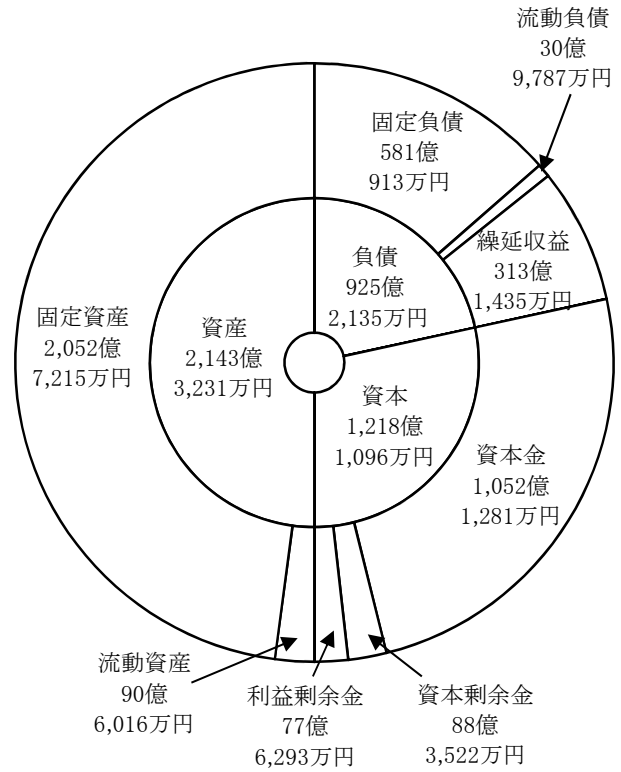 流動負債
30億
9,787万円
固定負債
581億
913万円
繰延収益
313億
1,435万円
負債
925億
2,135万円
固定資産
2,052億
7,215万円
資産
2,143億
3,231万円
資本
1,218億
1,096万円
資本金
1,052億
1,281万円
流動資産
90億
6,016万円
利益剰余金
77億
6,293万円
資本剰余金
88億
3,522万円